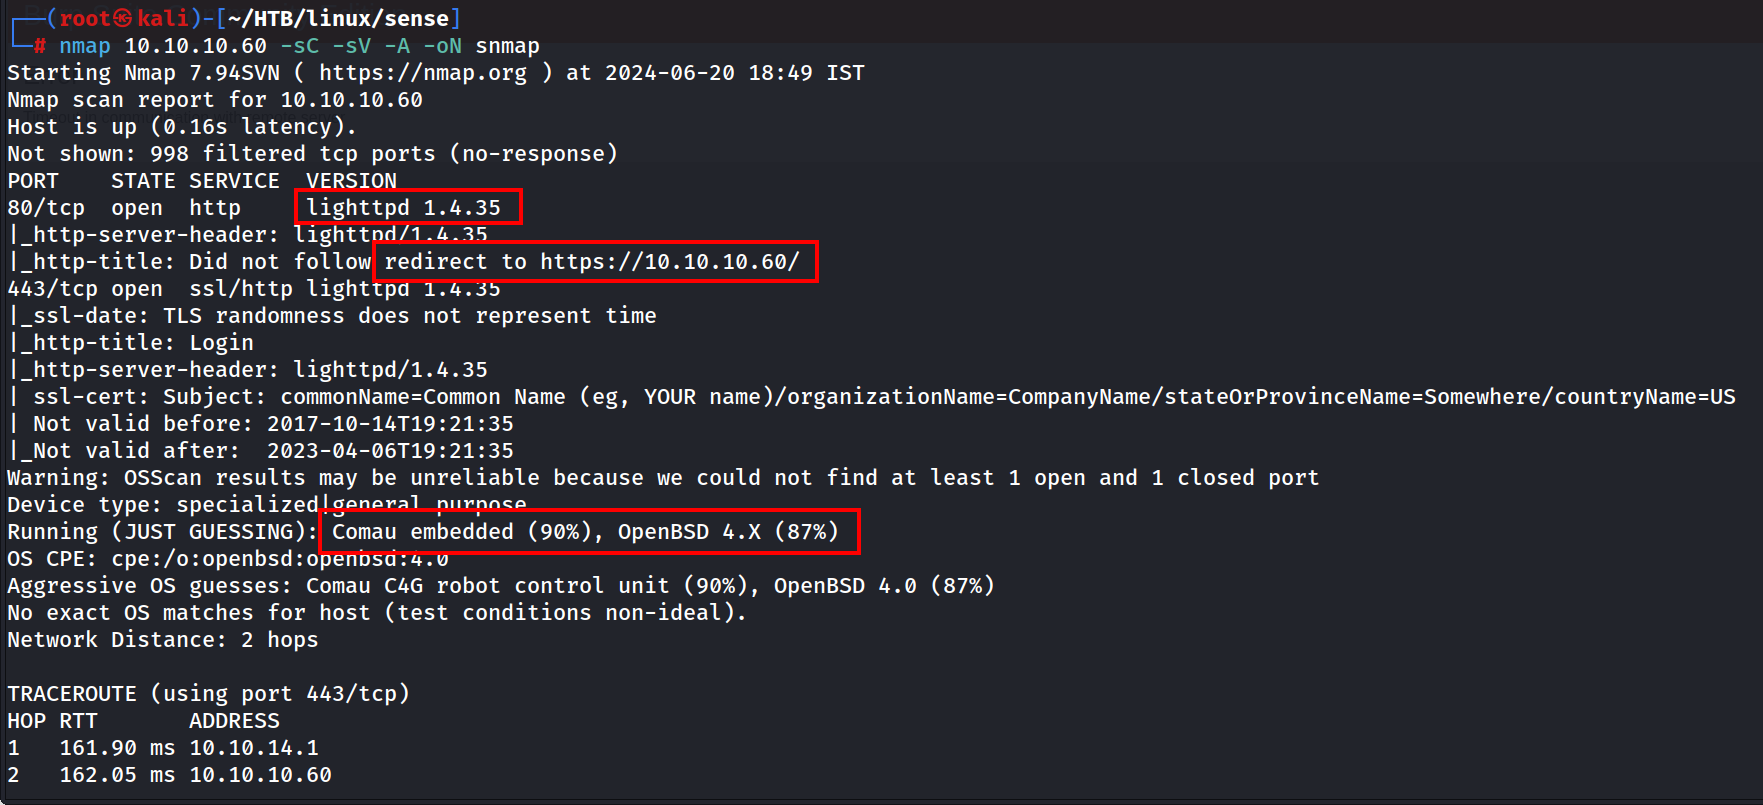 ┌──(root㉿kali)-[~/HTB/linux/sense]
└─# nmap 10.10.10.60 -sC -sV -A -oN snmap
Starting Nmap 7.94SVN ( https://nmap.org ) at 2024-06-20 18:49 IST
Nmap scan report for 10.10.10.60
Host is up (0.16s latency).
Not shown: 998 filtered tcp ports (no-response)
PORT    STATE SERVICE  VERSION
80/tcp  open  http     lighttpd 1.4.35
|_http-server-header: lighttpd/1.4.35
|_http-title: Did not follow redirect to https://10.10.10.60/
443/tcp open  ssl/http lighttpd 1.4.35
|_ssl-date: TLS randomness does not represent time
|_http-title: Login
|_http-server-header: lighttpd/1.4.35
| ssl-cert: Subject: commonName=Common Name (eg, YOUR name)/organizationName=CompanyName/stateOrProvinceName=Somewhere/countryName=US
| Not valid before: 2017-10-14T19:21:35
|_Not valid after:  2023-04-06T19:21:35
Warning: OSScan results may be unreliable because we could not find at least 1 open and 1 closed port
Device type: specialized|general purpose
Running (JUST GUESSING): Comau embedded (90%), OpenBSD 4.X (87%)
OS CPE: cpe:/o:openbsd:openbsd:4.0
Aggressive OS guesses: Comau C4G robot control unit (90%), OpenBSD 4.0 (87%)
No exact OS matches for host (test conditions non-ideal).
Network Distance: 2 hops
TRACEROUTE (using port 443/tcp)
HOP RTT       ADDRESS
1   161.90 ms 10.10.14.1
2   162.05 ms 10.10.10.60